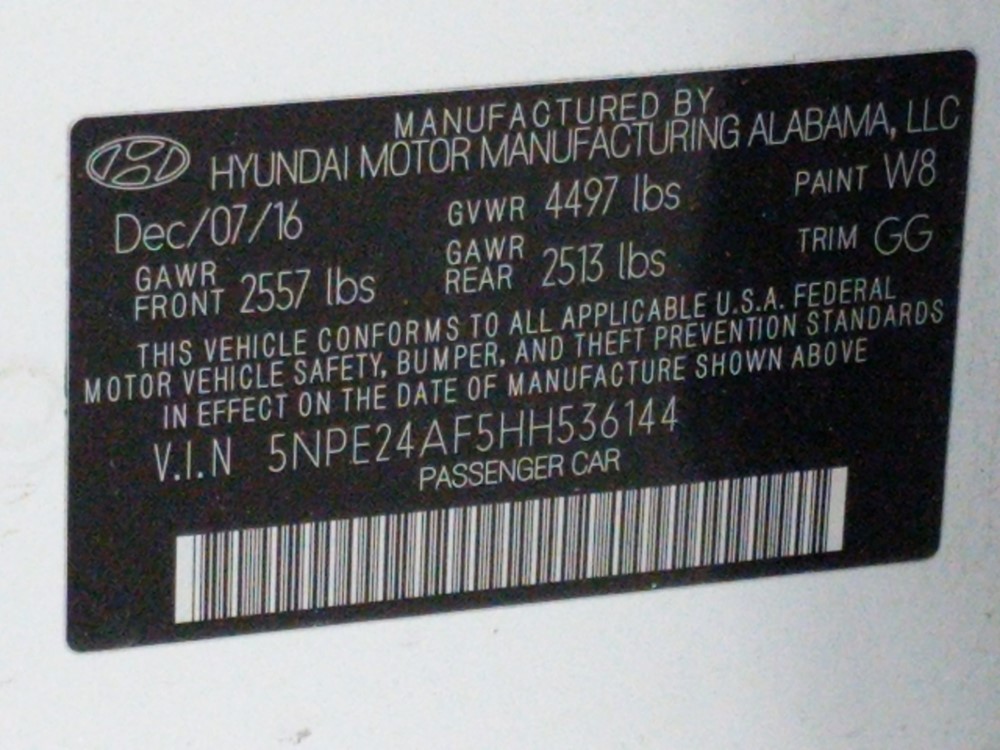 MANUFACTURED BY
HYUNDAI MOTOR MANUFACTURING ALABAMA, LLC
Dec/07/16 GVWR 4497 lbs PAINT W8
GAWR FRONT 2557 lbs GAWR REAR 2513 lbs TRIM GG
THIS VEHICLE CONFORMS TO ALL APPLICABLE U.S.A. FEDERAL
MOTOR VEHICLE SAFETY, BUMPER, AND THEFT PREVENTION STANDARDS
IN EFFECT ON THE DATE OF MANUFACTURE SHOWN ABOVE
V.I.N 5NPE24AF5HH536144
PASSENGER CAR